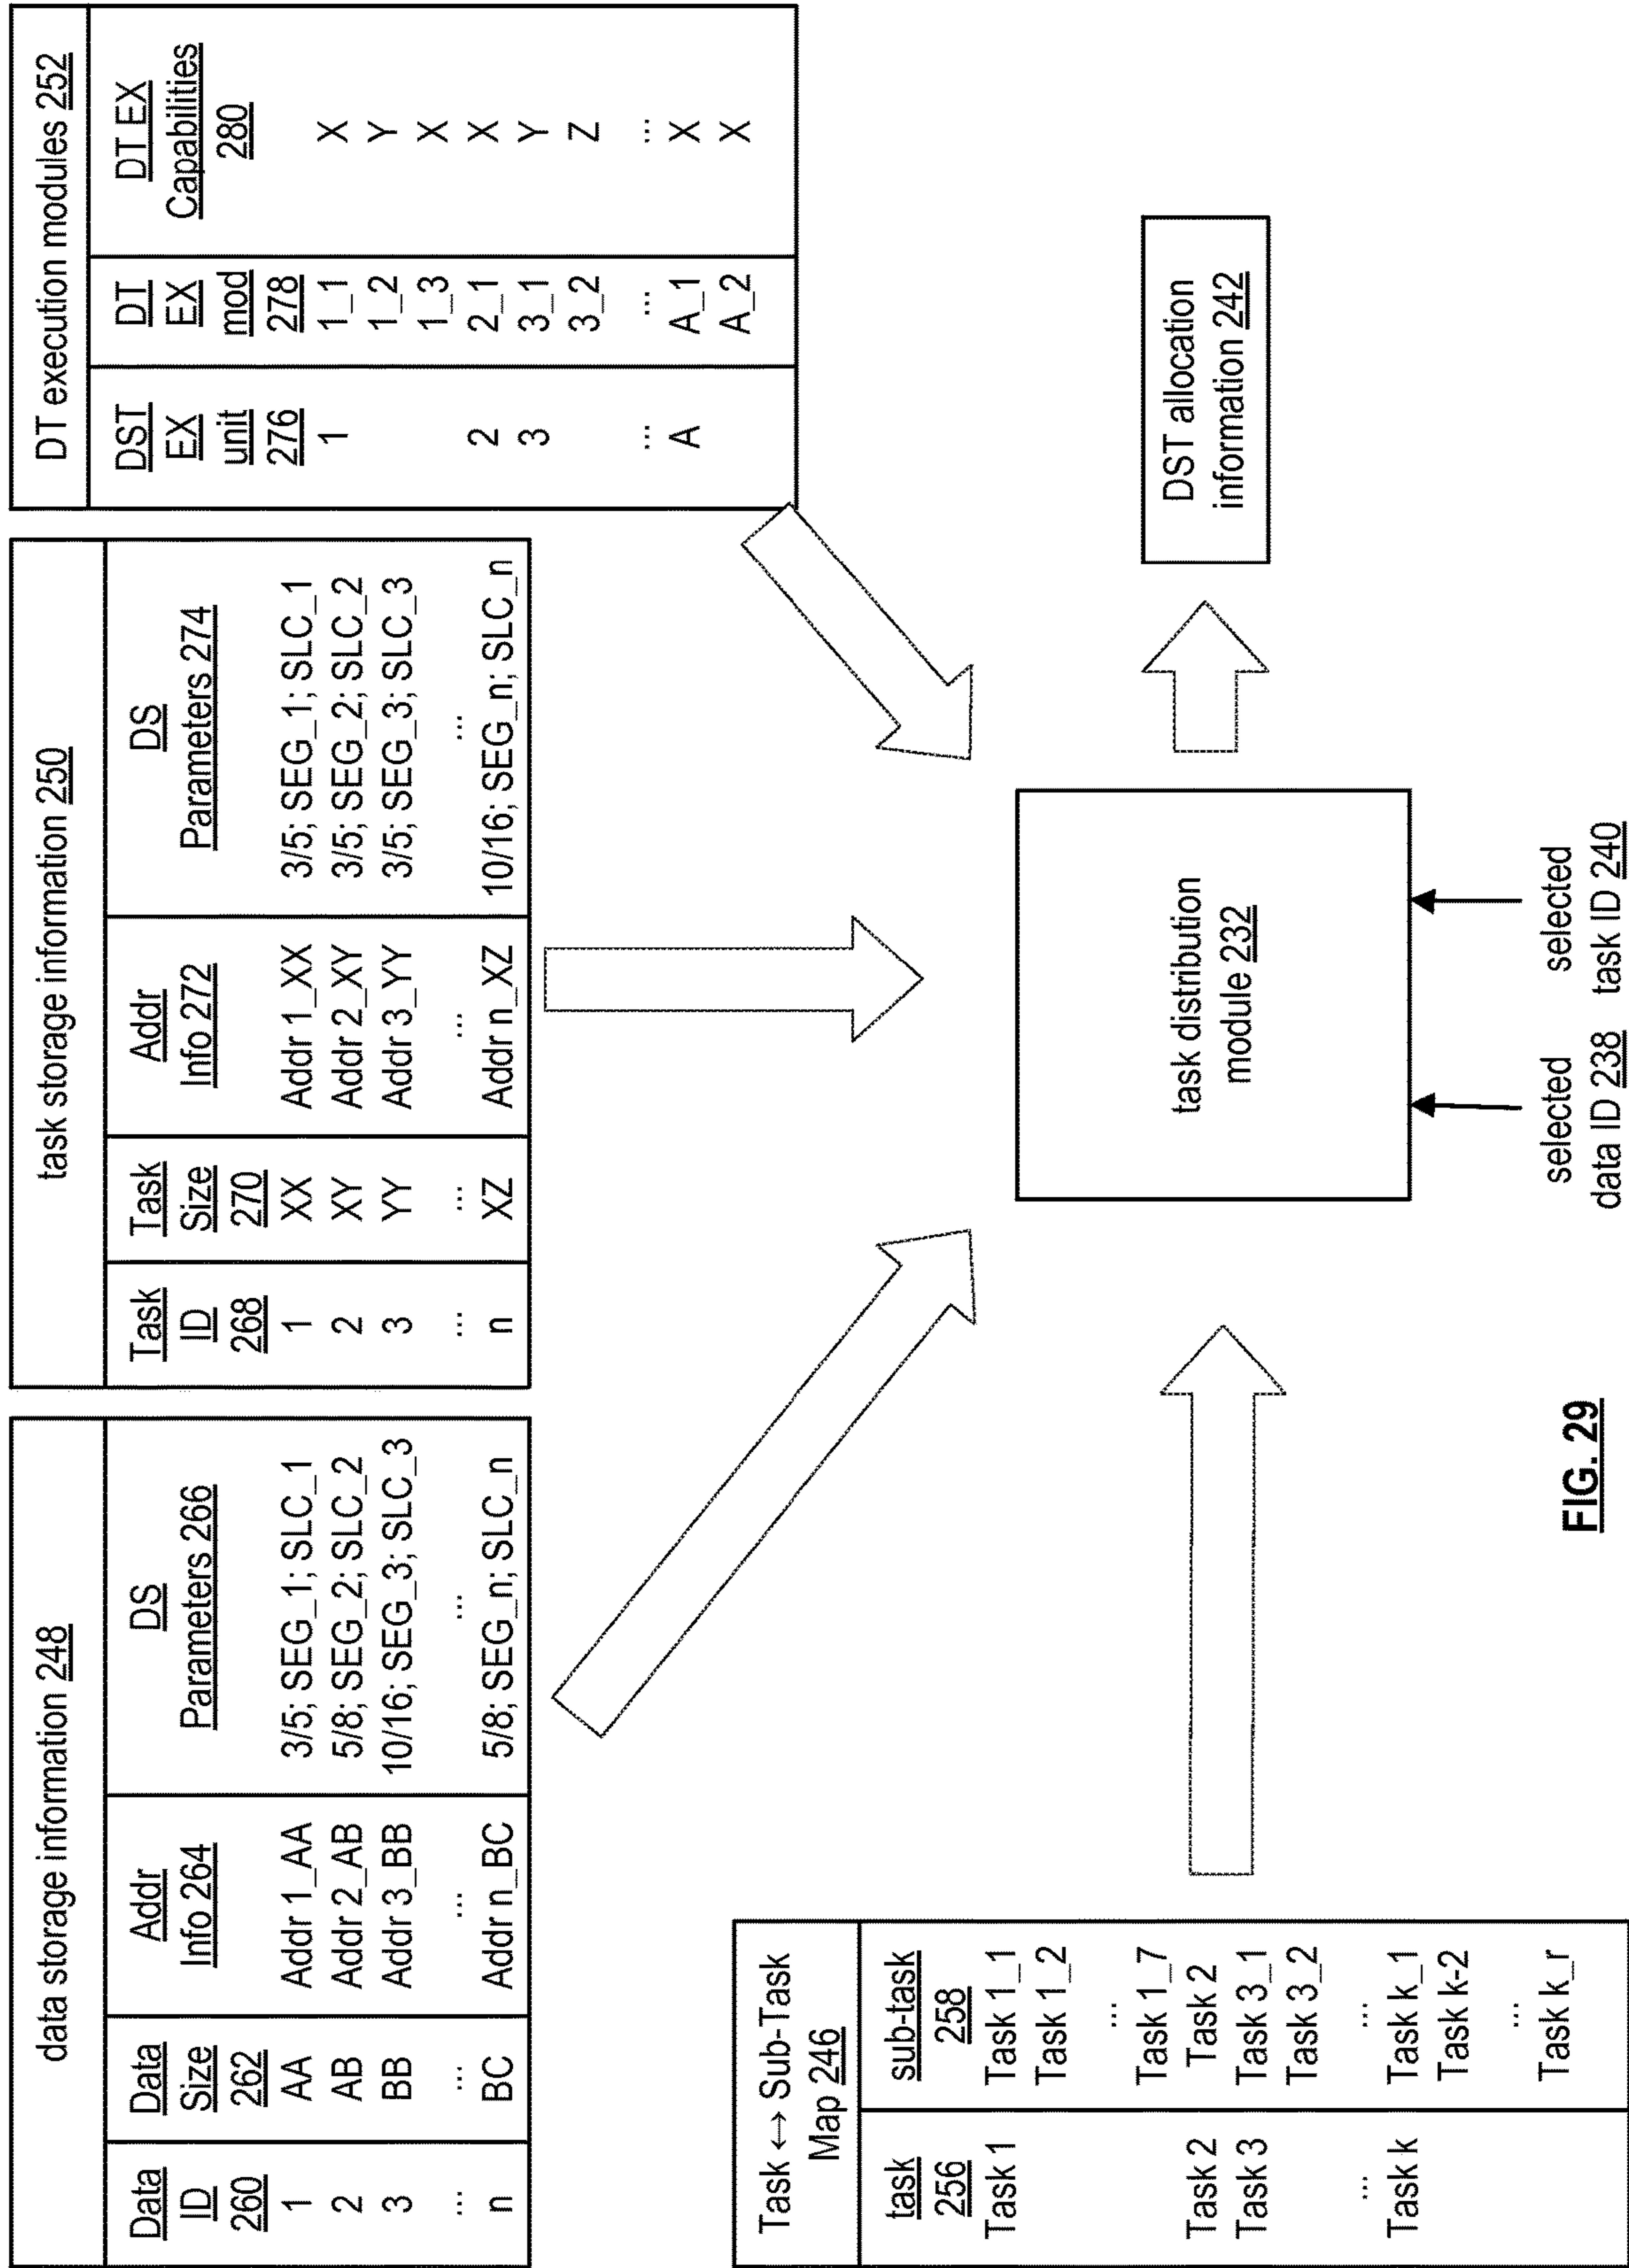 data storage information 248
Data ID 260 Data Size 262 Addr Info 264 DS Parameters 266
1 AA Addr 1_AA 3/5; SEG_1; SLC_1
2 AB Addr 2_AB 5/8; SEG_2; SLC_2
3 BB Addr 3_BB 10/16; SEG_3; SLC_3
... ... ... ...
n BC Addr n_BC 5/8; SEG_n; SLC_n
task storage information 250
Task ID 268 Task Size 270 Addr Info 272 DS Parameters 274
1 XX Addr 1_XX 3/5; SEG_1; SLC_1
2 XY Addr 2_XY 3/5; SEG_2; SLC_2
3 YY Addr 3_YY 3/5; SEG_3; SLC_3
... ... ... ...
n XZ Addr n_XZ 10/16; SEG_n; SLC_n
DT execution modules 252
DST EX unit 276 DT EX mod 278 DT EX Capabilities 280
1 1_1 X
1_2 Y
1_3 X
2 2_1 X
3 3_1 Y
3_2 Z
... ... ...
A A_1 X
A_2 X
Task ↔ Sub-Task
Map 246
task 256 sub-task 258
Task 1 Task 1_1
Task 1_2
...
Task 1_7
Task 2 Task 2
Task 3 Task 3_1
Task 3_2
... ...
Task k Task k_1
Task k-2
...
Task k_r
task distribution
module 232
DST allocation
information 242
selected
data ID 238
selected
task ID 240
FIG. 29